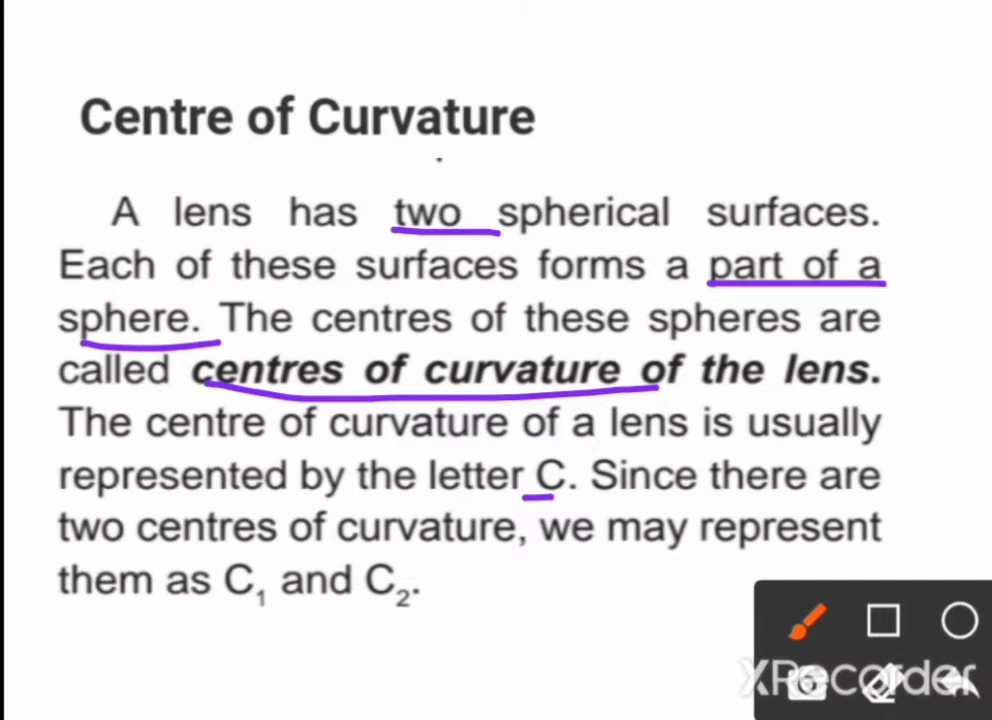 Centre of Curvature
A lens has two spherical surfaces.
Each of these surfaces forms a part of a
sphere. The centres of these spheres are
called centres of curvature of the lens.
The centre of curvature of a lens is usually
represented by the letter C. Since there are
two centres of curvature, we may represent
them as C₁ and C₂.
XRecorder